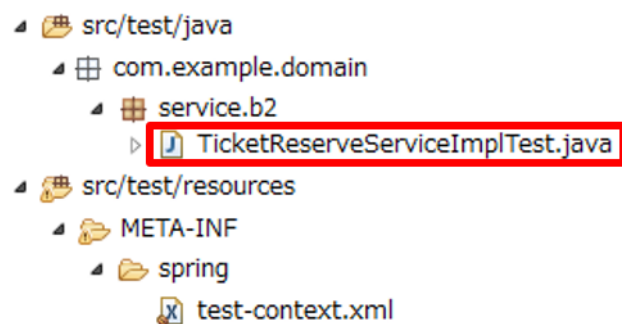 src/test/java
com.example.domain
service.b2
TicketReserveServiceImplTest.java
src/test/resources
META-INF
spring
test-context.xml